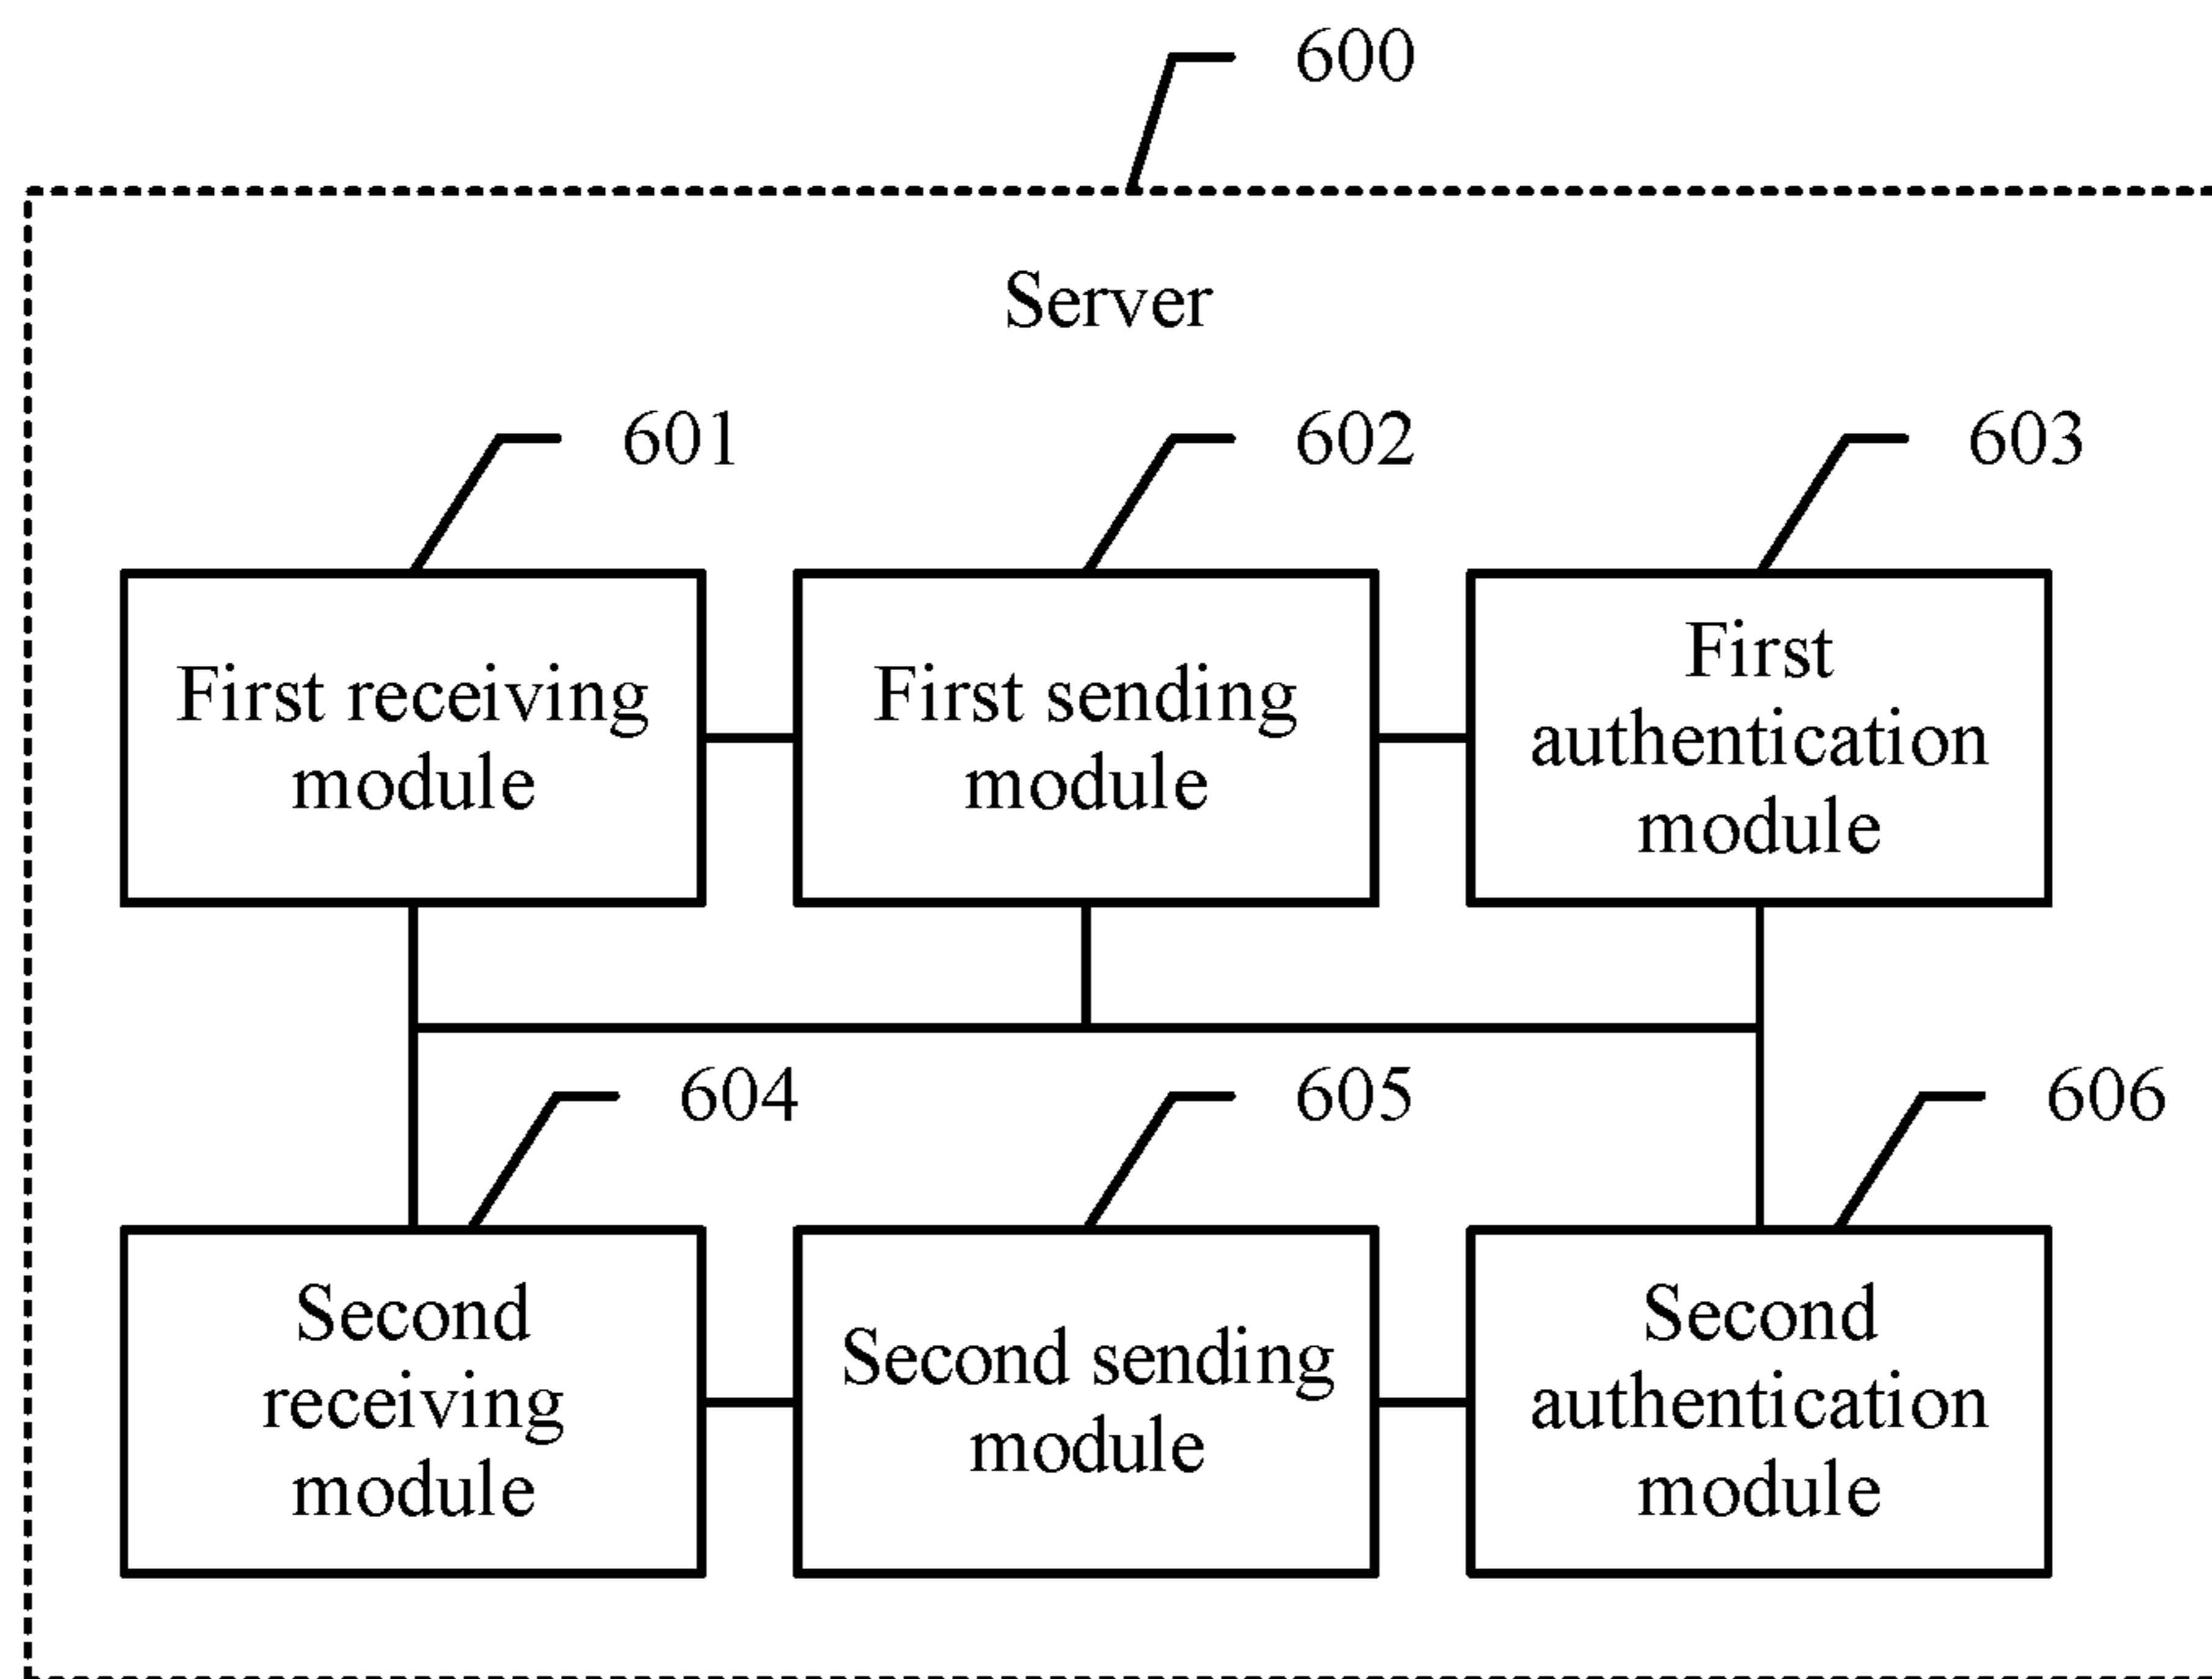 600
Server
601
602
603
First receiving
module
First sending
module
First
authentication
module
604
605
606
Second
receiving
module
Second sending
module
Second
authentication
module